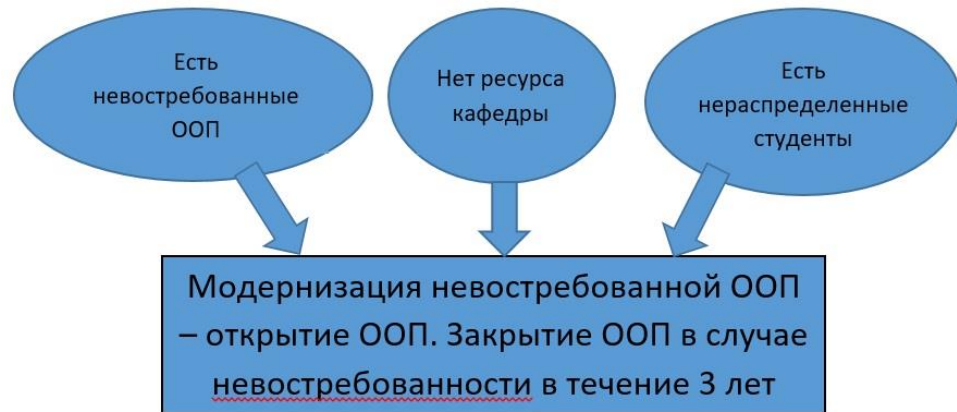 Есть
невостребованные
ООП
Нет ресурса
кафедры
Есть
нераспределенные
студенты
Модернизация невостребованной ООП
– открытие ООП. Закрытие ООП в случае
невостребованности в течение 3 лет